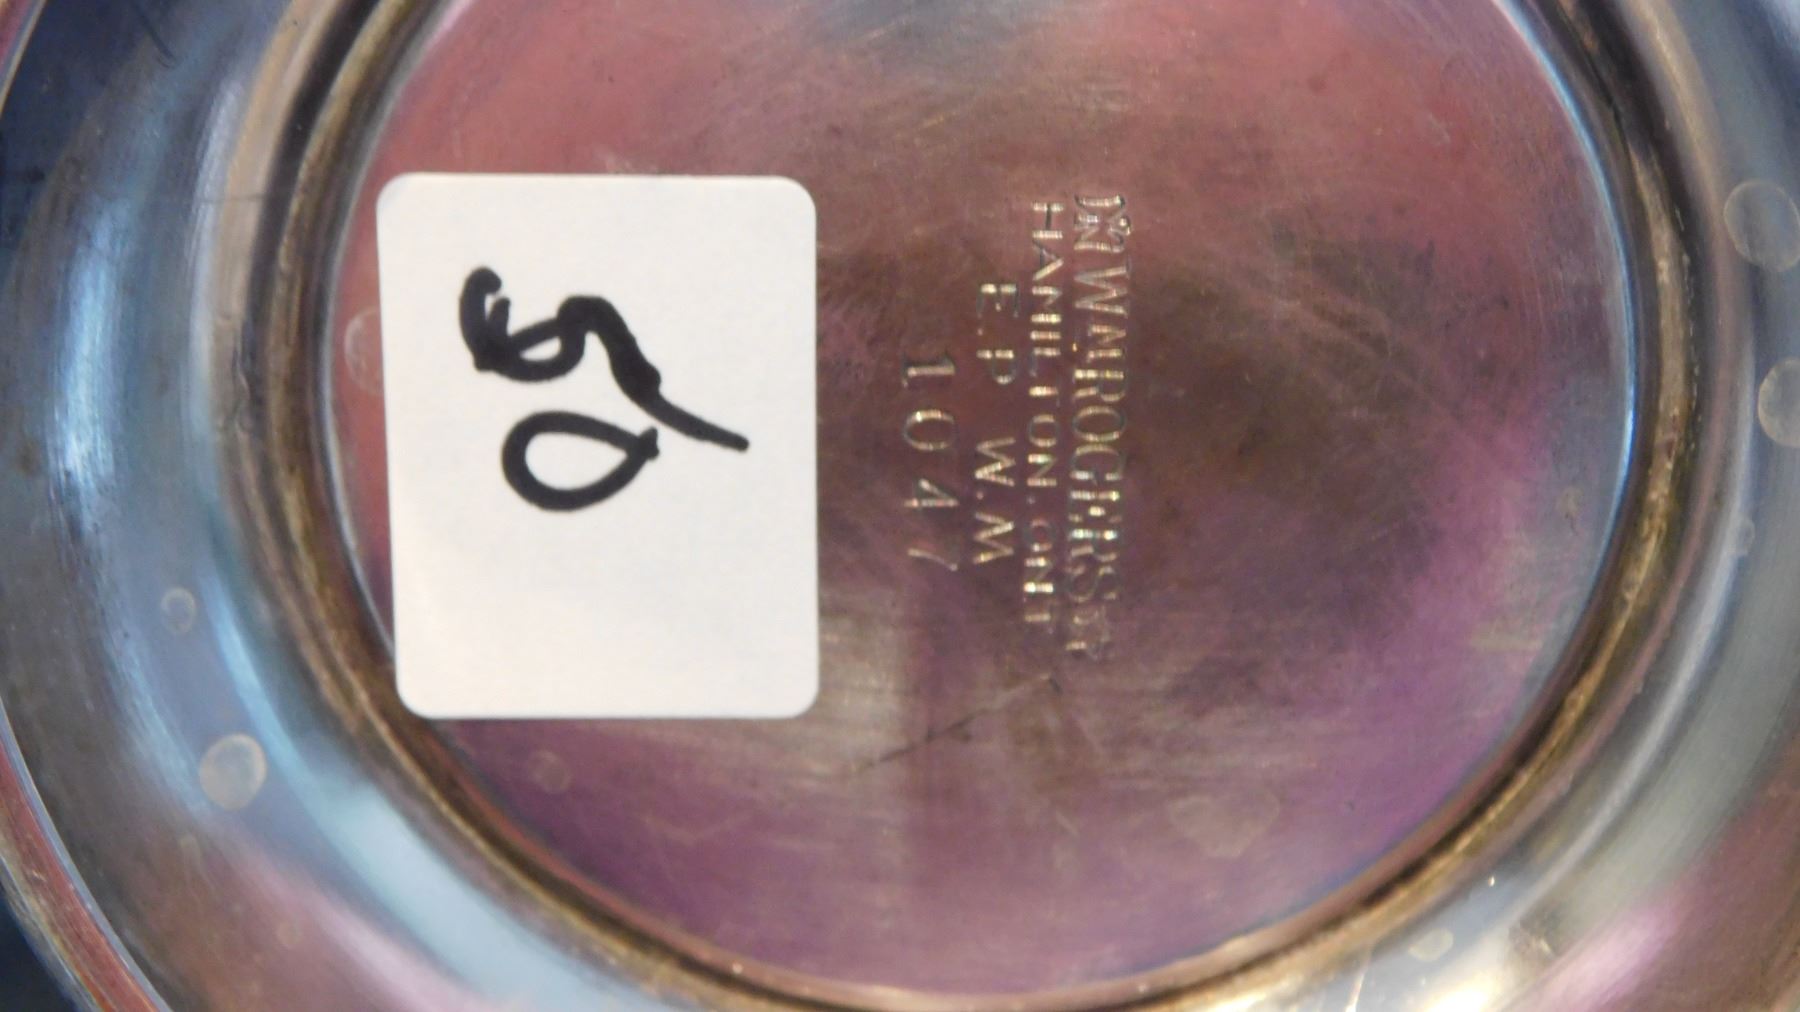 WM ROGERS
HAMILTON. ONT
E.P W.M
1047
50